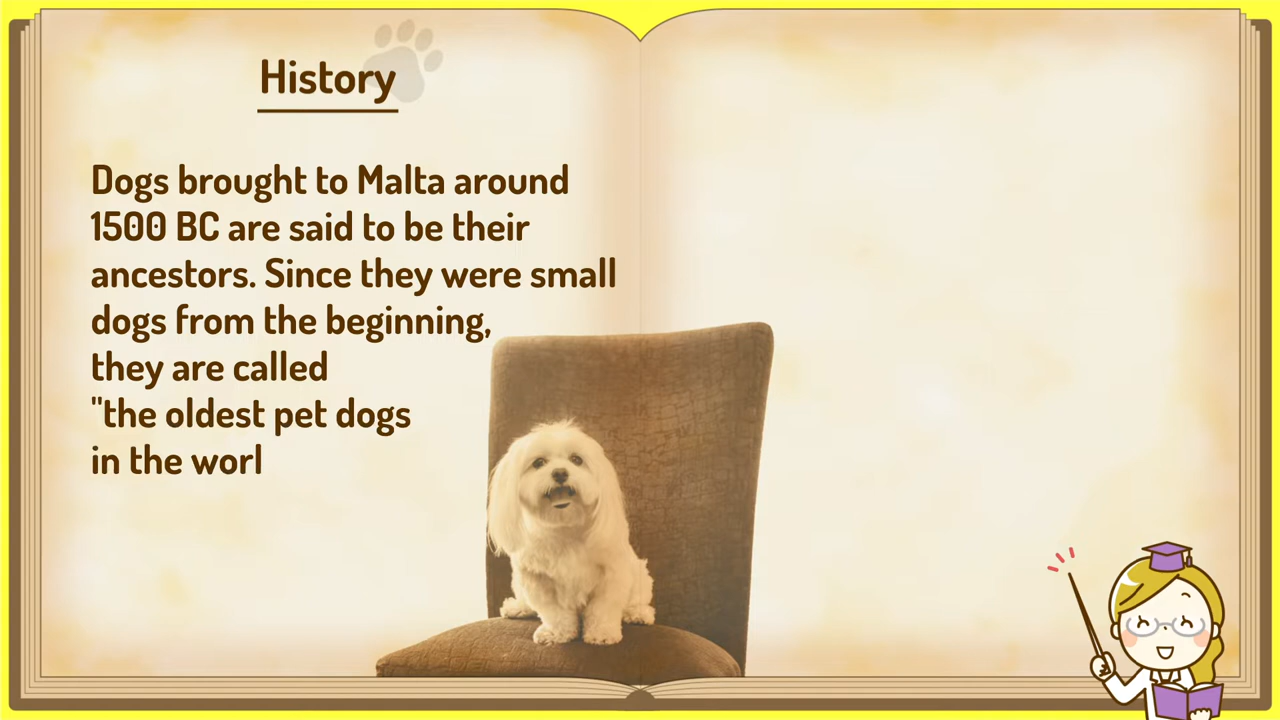 History
Dogs brought to Malta around
1500 BC are said to be their
ancestors. Since they were small
dogs from the beginning,
they are called
"the oldest pet dogs
in the worl